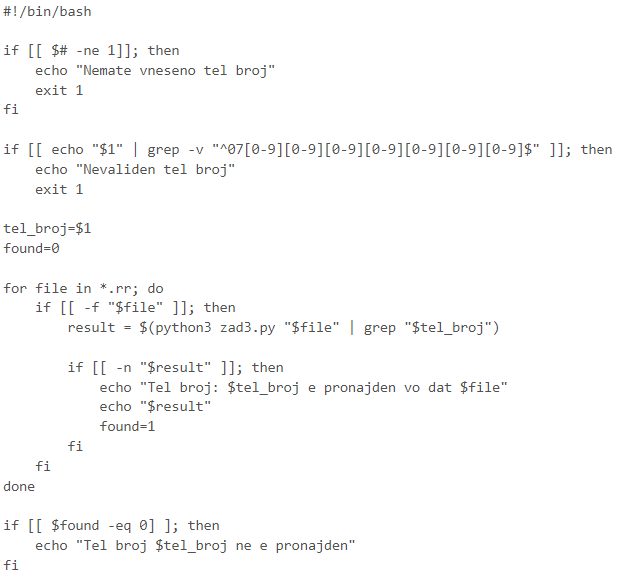 #!/bin/bash

if [[ $# -ne 1]]; then
    echo "Nemate vneseno tel broj"
    exit 1
fi

if [[ echo "$1" | grep -v "^07[0-9][0-9][0-9][0-9][0-9][0-9][0-9]$" ]]; then
    echo "Nevaliden tel broj"
    exit 1

tel_broj=$1
found=0

for file in *.rr; do
    if [[ -f "$file" ]]; then
        result = $(python3 zad3.py "$file" | grep "$tel_broj")

        if [[ -n "$result" ]]; then
            echo "Tel broj: $tel_broj e pronajden vo dat $file"
            echo "$result"
            found=1
        fi
    fi
done

if [[ $found -eq 0] ]; then
    echo "Tel broj $tel_broj ne e pronajden"
fi